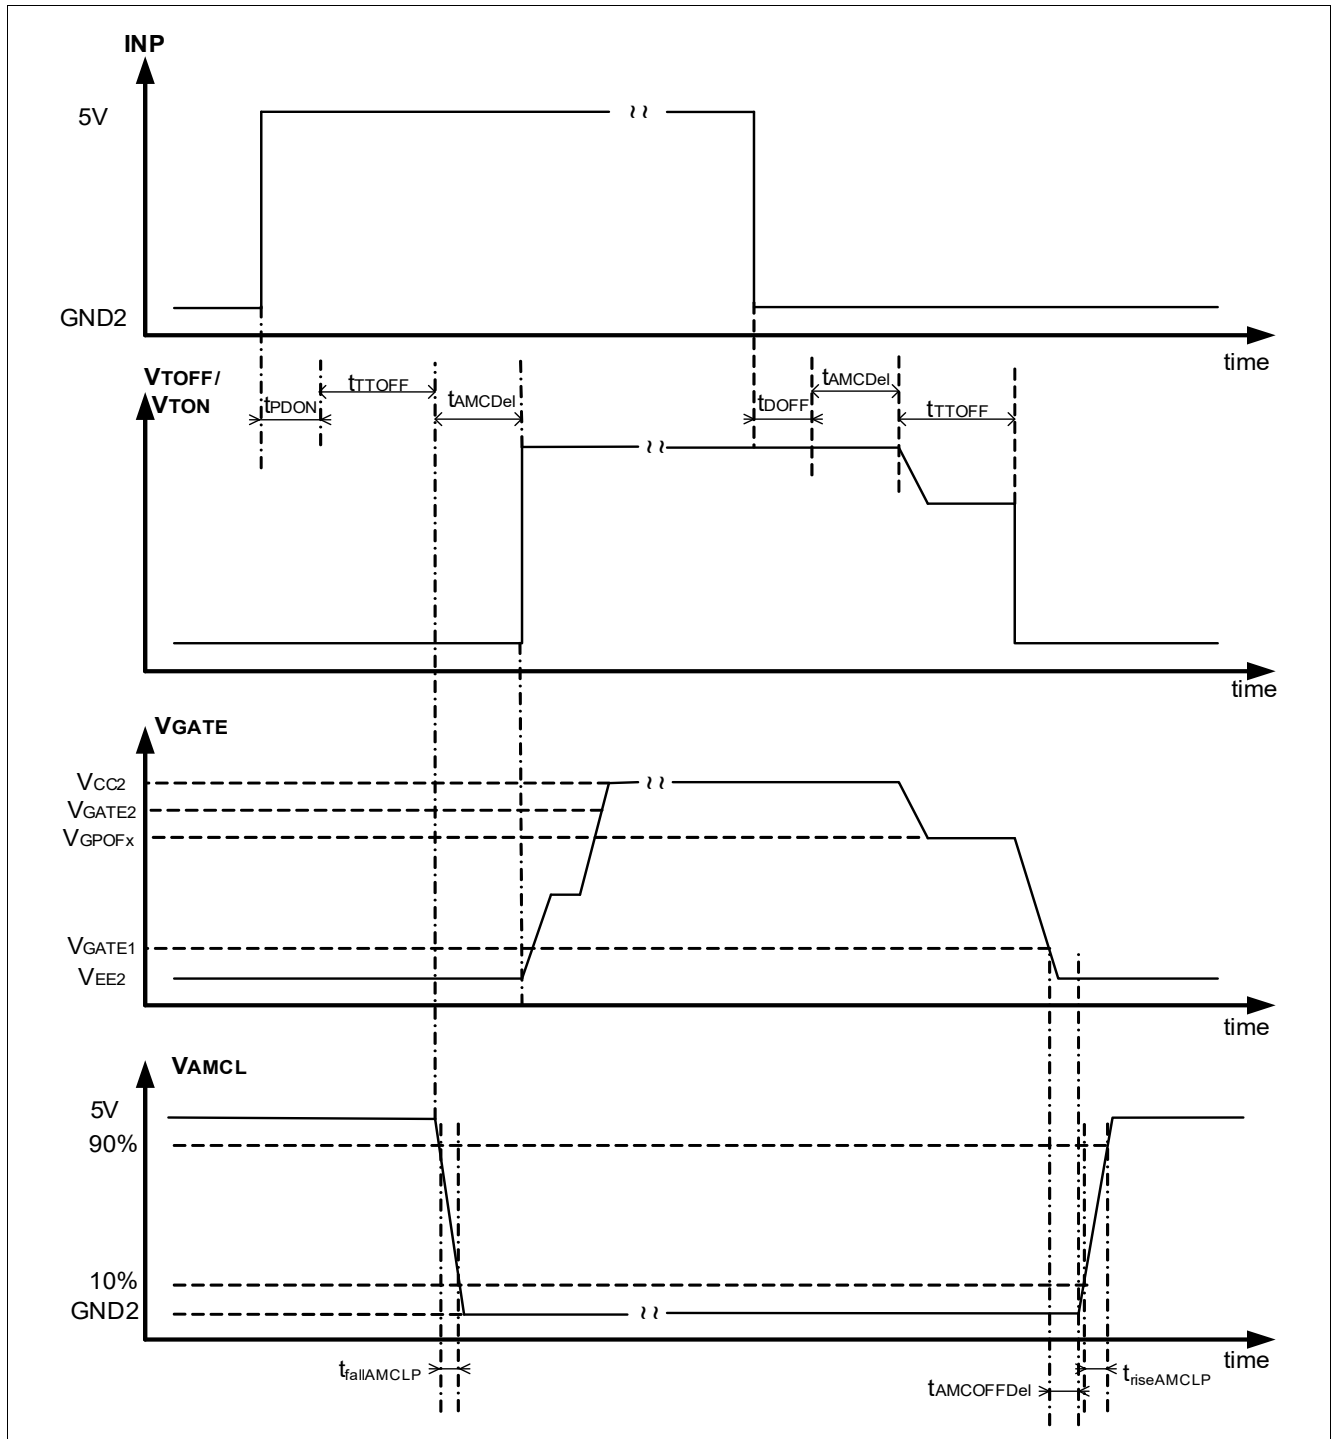 INP
5V
GND2
time
VTOFF/
VTON
tPDON
tTTOFF
tAMCDel
tDOFF
tAMCDel
tTTOFF
time
VGATE
VCC2
VGATE2
VGPOFx
VGATE1
VEE2
time
VAMCL
5V
90%
10%
GND2
time
tfallAMCLP
tAMCOFFDel
triseAMCLP